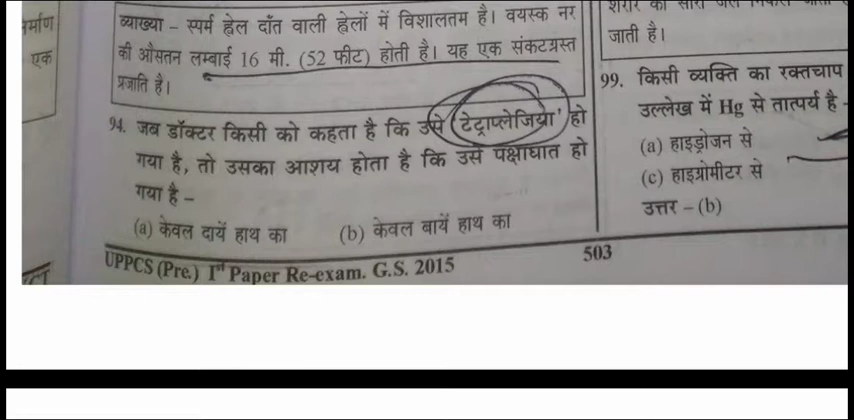 र्माण
एक
व्याख्या – स्पर्म ह्वेल दाँत वाली ह्वेलों में विशालतम है। वयस्क नर
की औसतन लम्बाई 16 मी. (52 फीट) होती है। यह एक संकटग्रस्त
प्रजाति है।
94. जब डॉक्टर किसी को कहता है कि उसे 'टेट्राप्लेजिया' हो
गया है, तो उसका आशय होता है कि उसे पक्षाघात हो
गया है –
(a) केवल दायें हाथ का (b) केवल बायें हाथ का
UPPCS (Pre.) Iˢᵗ Paper Re-exam. G.S. 2015
503
जाती है।
99. किसी व्यक्ति का रक्तचाप
उल्लेख में Hg से तात्पर्य है -
(a) हाइड्रोजन से
(c) हाइग्रोमीटर से
उत्तर – (b)